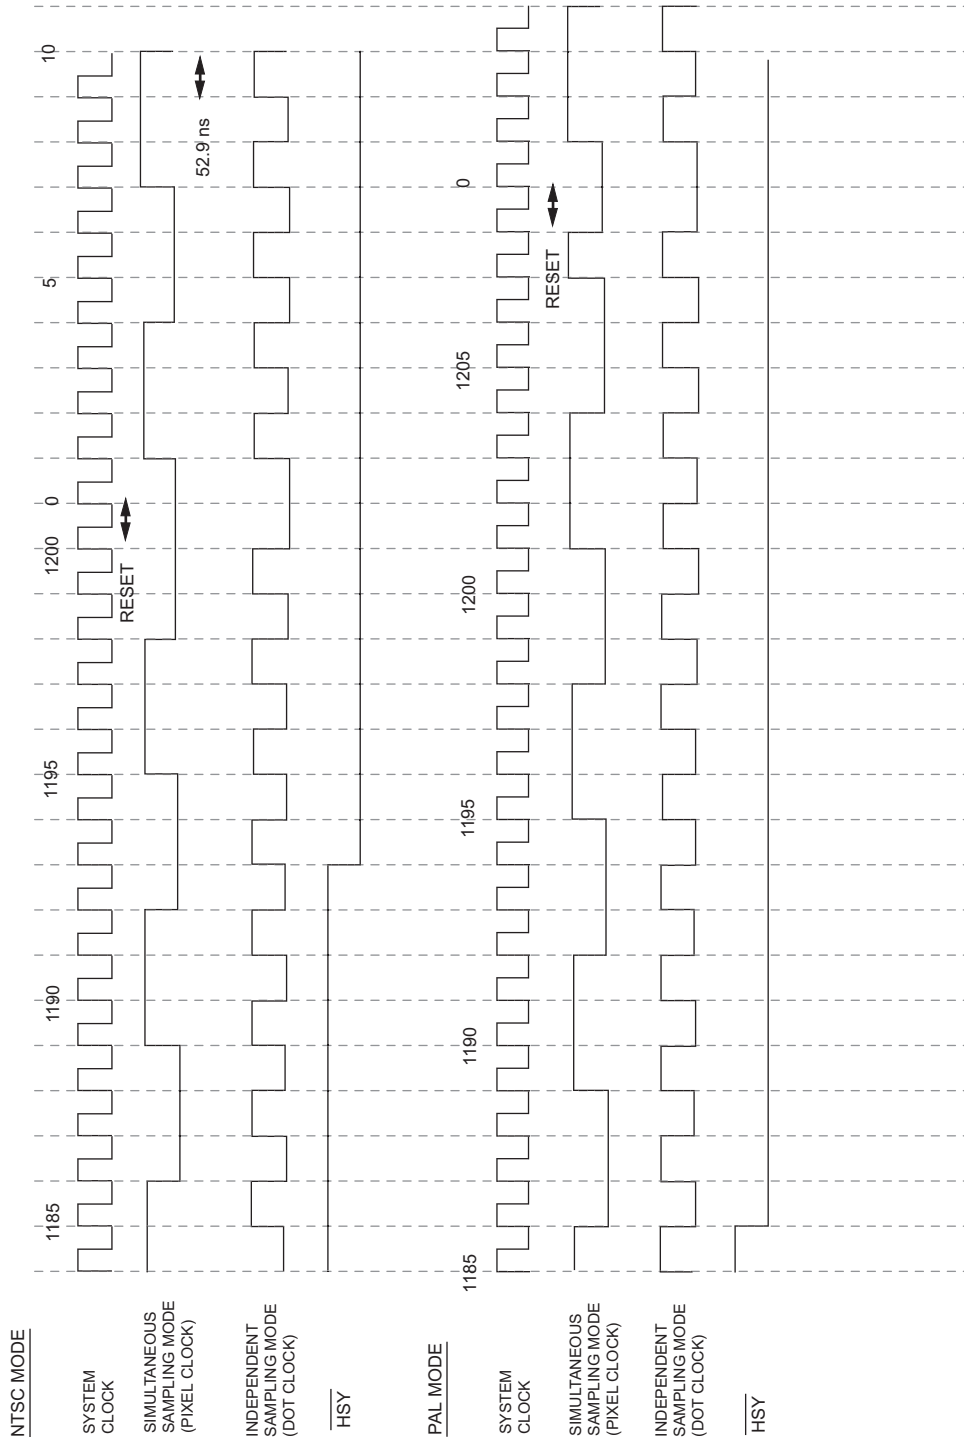 NTSC MODE
SYSTEM
CLOCK
1185
1190
1195
1200
0
5
10
RESET
SIMULTANEOUS
SAMPLING MODE
(PIXEL CLOCK)
52.9 ns
INDEPENDENT
SAMPLING MODE
(DOT CLOCK)
HSY
PAL MODE
1185
1190
1195
1200
1205
0
SYSTEM
CLOCK
RESET
SIMULTANEOUS
SAMPLING MODE
(PIXEL CLOCK)
INDEPENDENT
SAMPLING MODE
(DOT CLOCK)
HSY